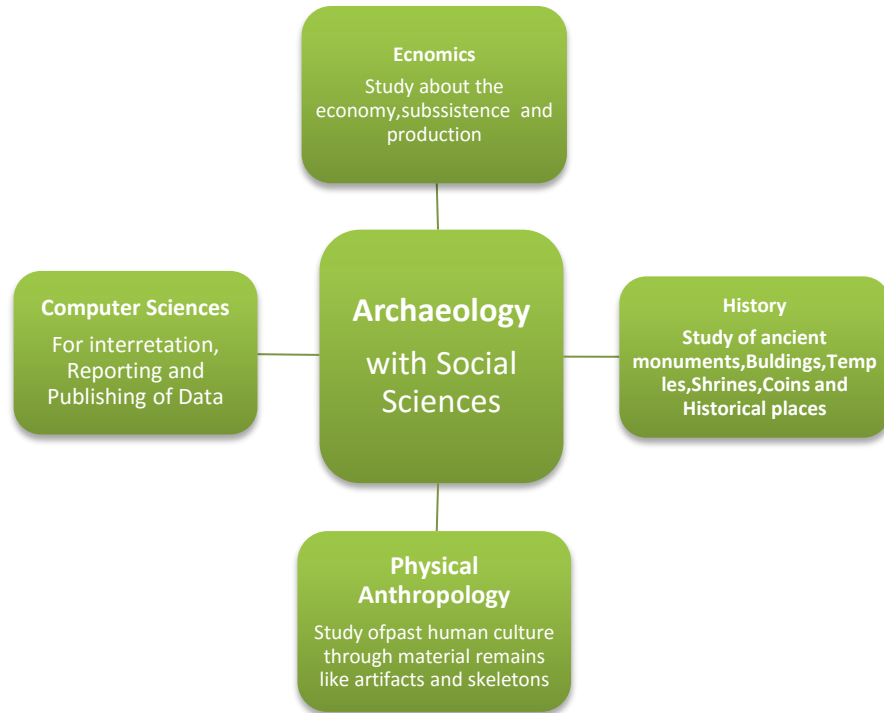 Ecnomics
Study about the
economy,subssistence and
production
Computer Sciences
For interretation,
Reporting and
Publishing of Data
Archaeology
with Social
Sciences
History
Study of ancient
monuments,Buldings,Temp
les,Shrines,Coins and
Historical places
Physical
Anthropology
Study ofpast human culture
through material remains
like artifacts and skeletons